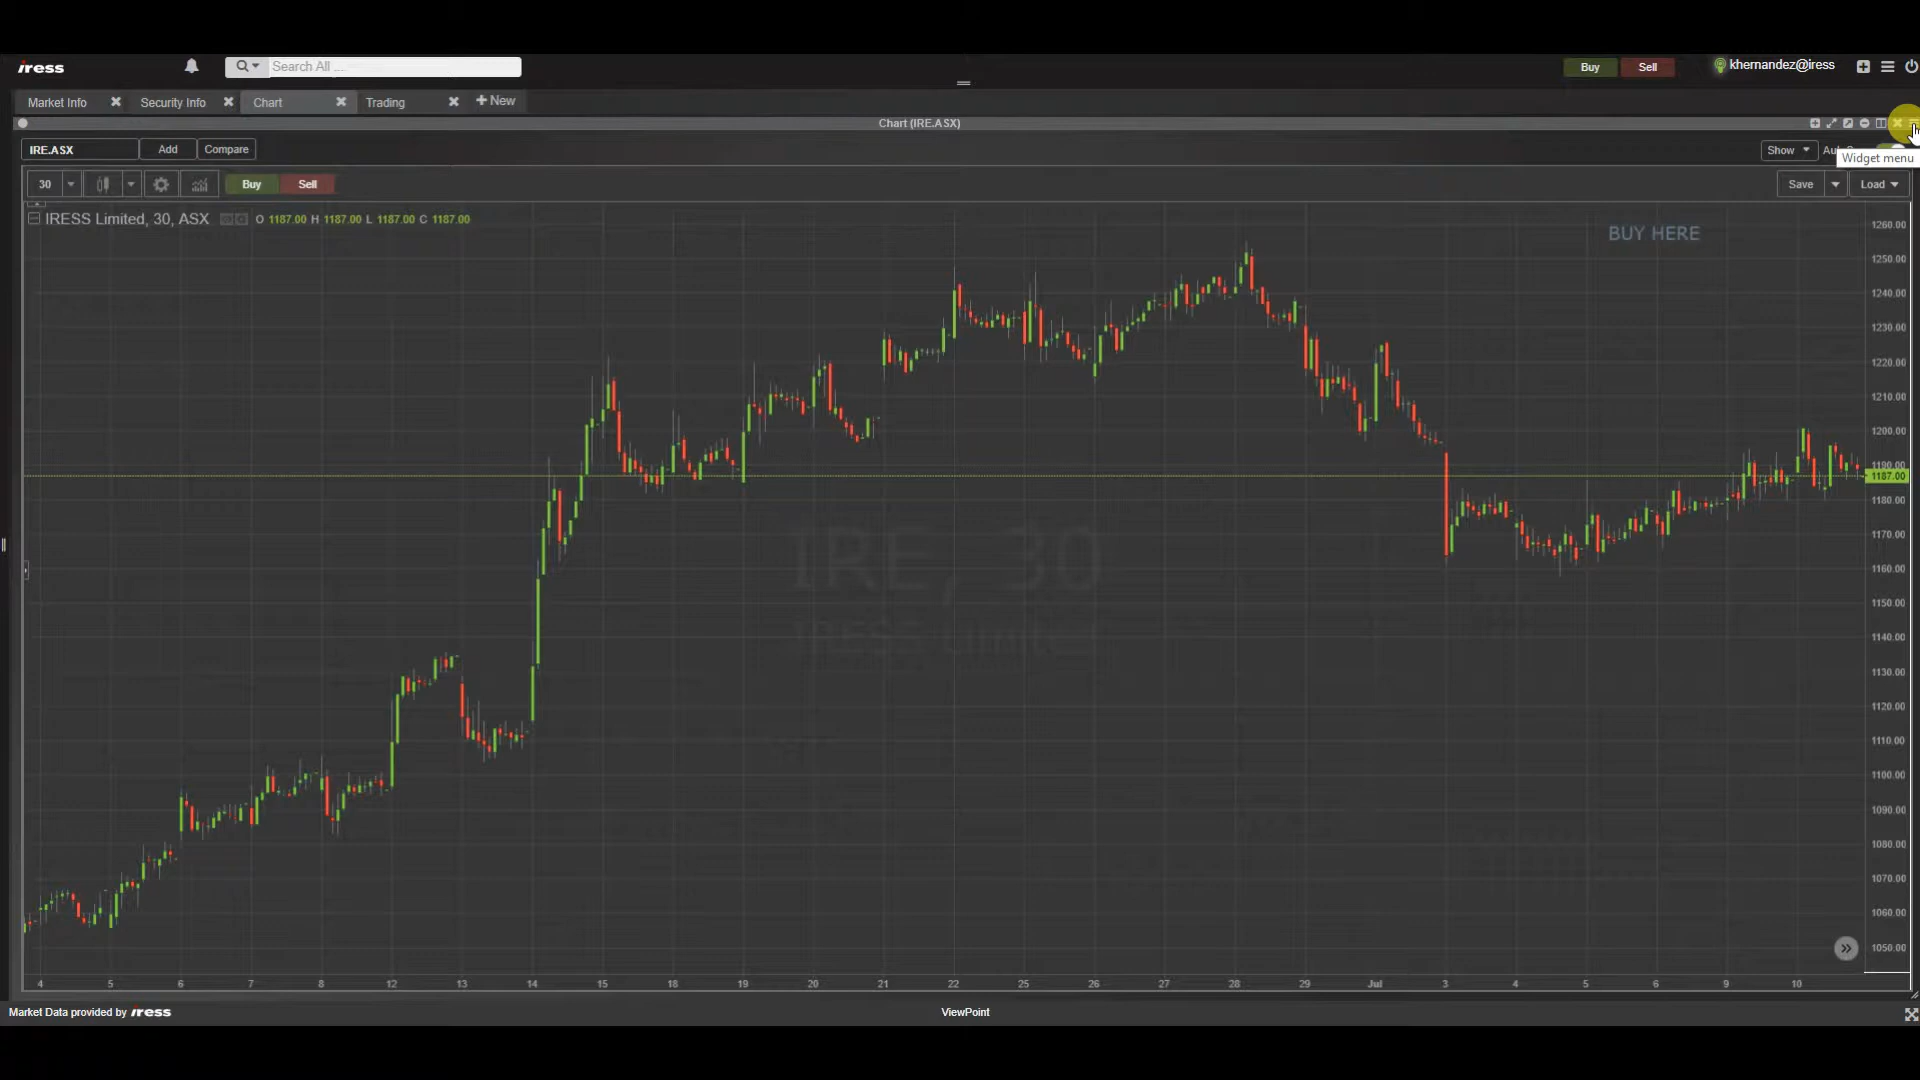 iress
Search All ...
Buy
Sell
khernandez@iress
Market Info
Security Info
Chart
Trading
New
Chart (IRE.ASX)
IRE.ASX
Add
Compare
Show
Widget menu
30
Buy
Sell
Save
Load
IRESS Limited, 30, ASX
O 1187.00 H 1187.00 L 1187.00 C 1187.00
BUY HERE
1260.00
1250.00
1240.00
1230.00
1220.00
1210.00
1200.00
1190.00
1187.00
1180.00
1170.00
1160.00
1150.00
1140.00
1130.00
1120.00
1110.00
1100.00
1090.00
1080.00
1070.00
1060.00
1050.00
IRE, 30
IRESS Limited
4 5 6 7 8 12 13 14 15 18 19 20 21 22 25 26 27 28 29 Jul 3 4 5 6 9 10
Market Data provided by iress
ViewPoint